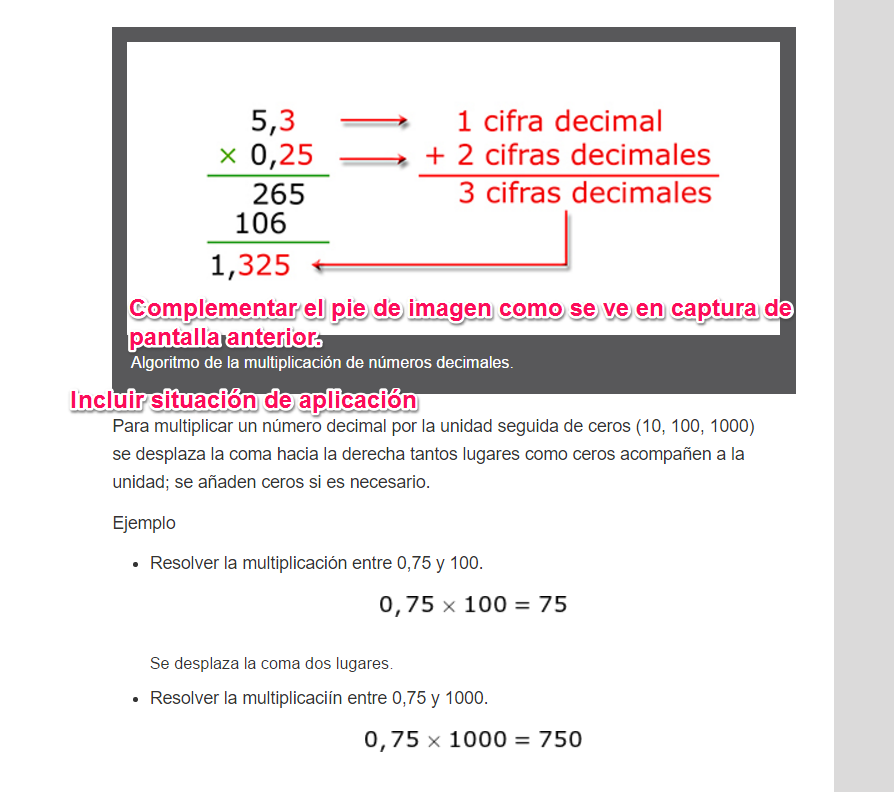 5,3 1 cifra decimal
× 0,25 + 2 cifras decimales
265 3 cifras decimales
106
1,325
Complementar el pie de imagen como se ve en captura de
pantalla anterior.
Algoritmo de la multiplicación de números decimales.
Incluir situación de aplicación
Para multiplicar un número decimal por la unidad seguida de ceros (10, 100, 1000)
se desplaza la coma hacia la derecha tantos lugares como ceros acompañen a la
unidad; se añaden ceros si es necesario.
Ejemplo
• Resolver la multiplicación entre 0,75 y 100.
0,75 × 100 = 75
Se desplaza la coma dos lugares.
• Resolver la multiplicaciín entre 0,75 y 1000.
0,75 × 1000 = 750